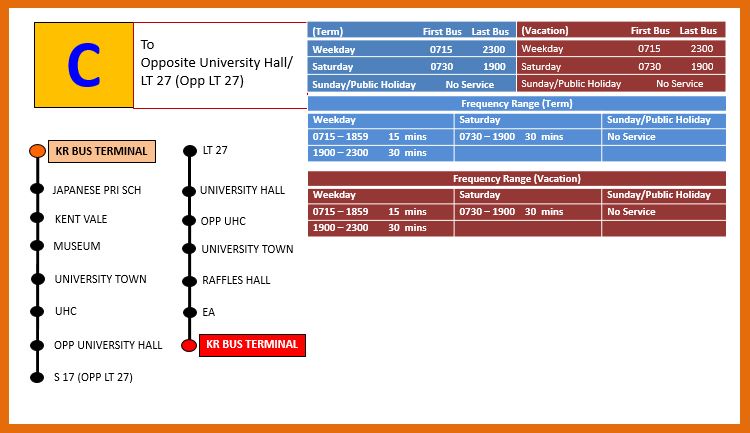 C
To
Opposite University Hall/
LT 27 (Opp LT 27)
(Term) First Bus Last Bus
Weekday 0715 2300
Saturday 0730 1900
Sunday/Public Holiday No Service
(Vacation) First Bus Last Bus
Weekday 0715 2300
Saturday 0730 1900
Sunday/Public Holiday No Service
Frequency Range (Term)
Weekday Saturday Sunday/Public Holiday
0715 – 1859 15 mins 0730 – 1900 30 mins No Service
1900 – 2300 30 mins
Frequency Range (Vacation)
Weekday Saturday Sunday/Public Holiday
0715 – 1859 15 mins 0730 – 1900 30 mins No Service
1900 – 2300 30 mins
KR BUS TERMINAL
JAPANESE PRI SCH
KENT VALE
MUSEUM
UNIVERSITY TOWN
UHC
OPP UNIVERSITY HALL
S 17 (OPP LT 27)
LT 27
UNIVERSITY HALL
OPP UHC
UNIVERSITY TOWN
RAFFLES HALL
EA
KR BUS TERMINAL